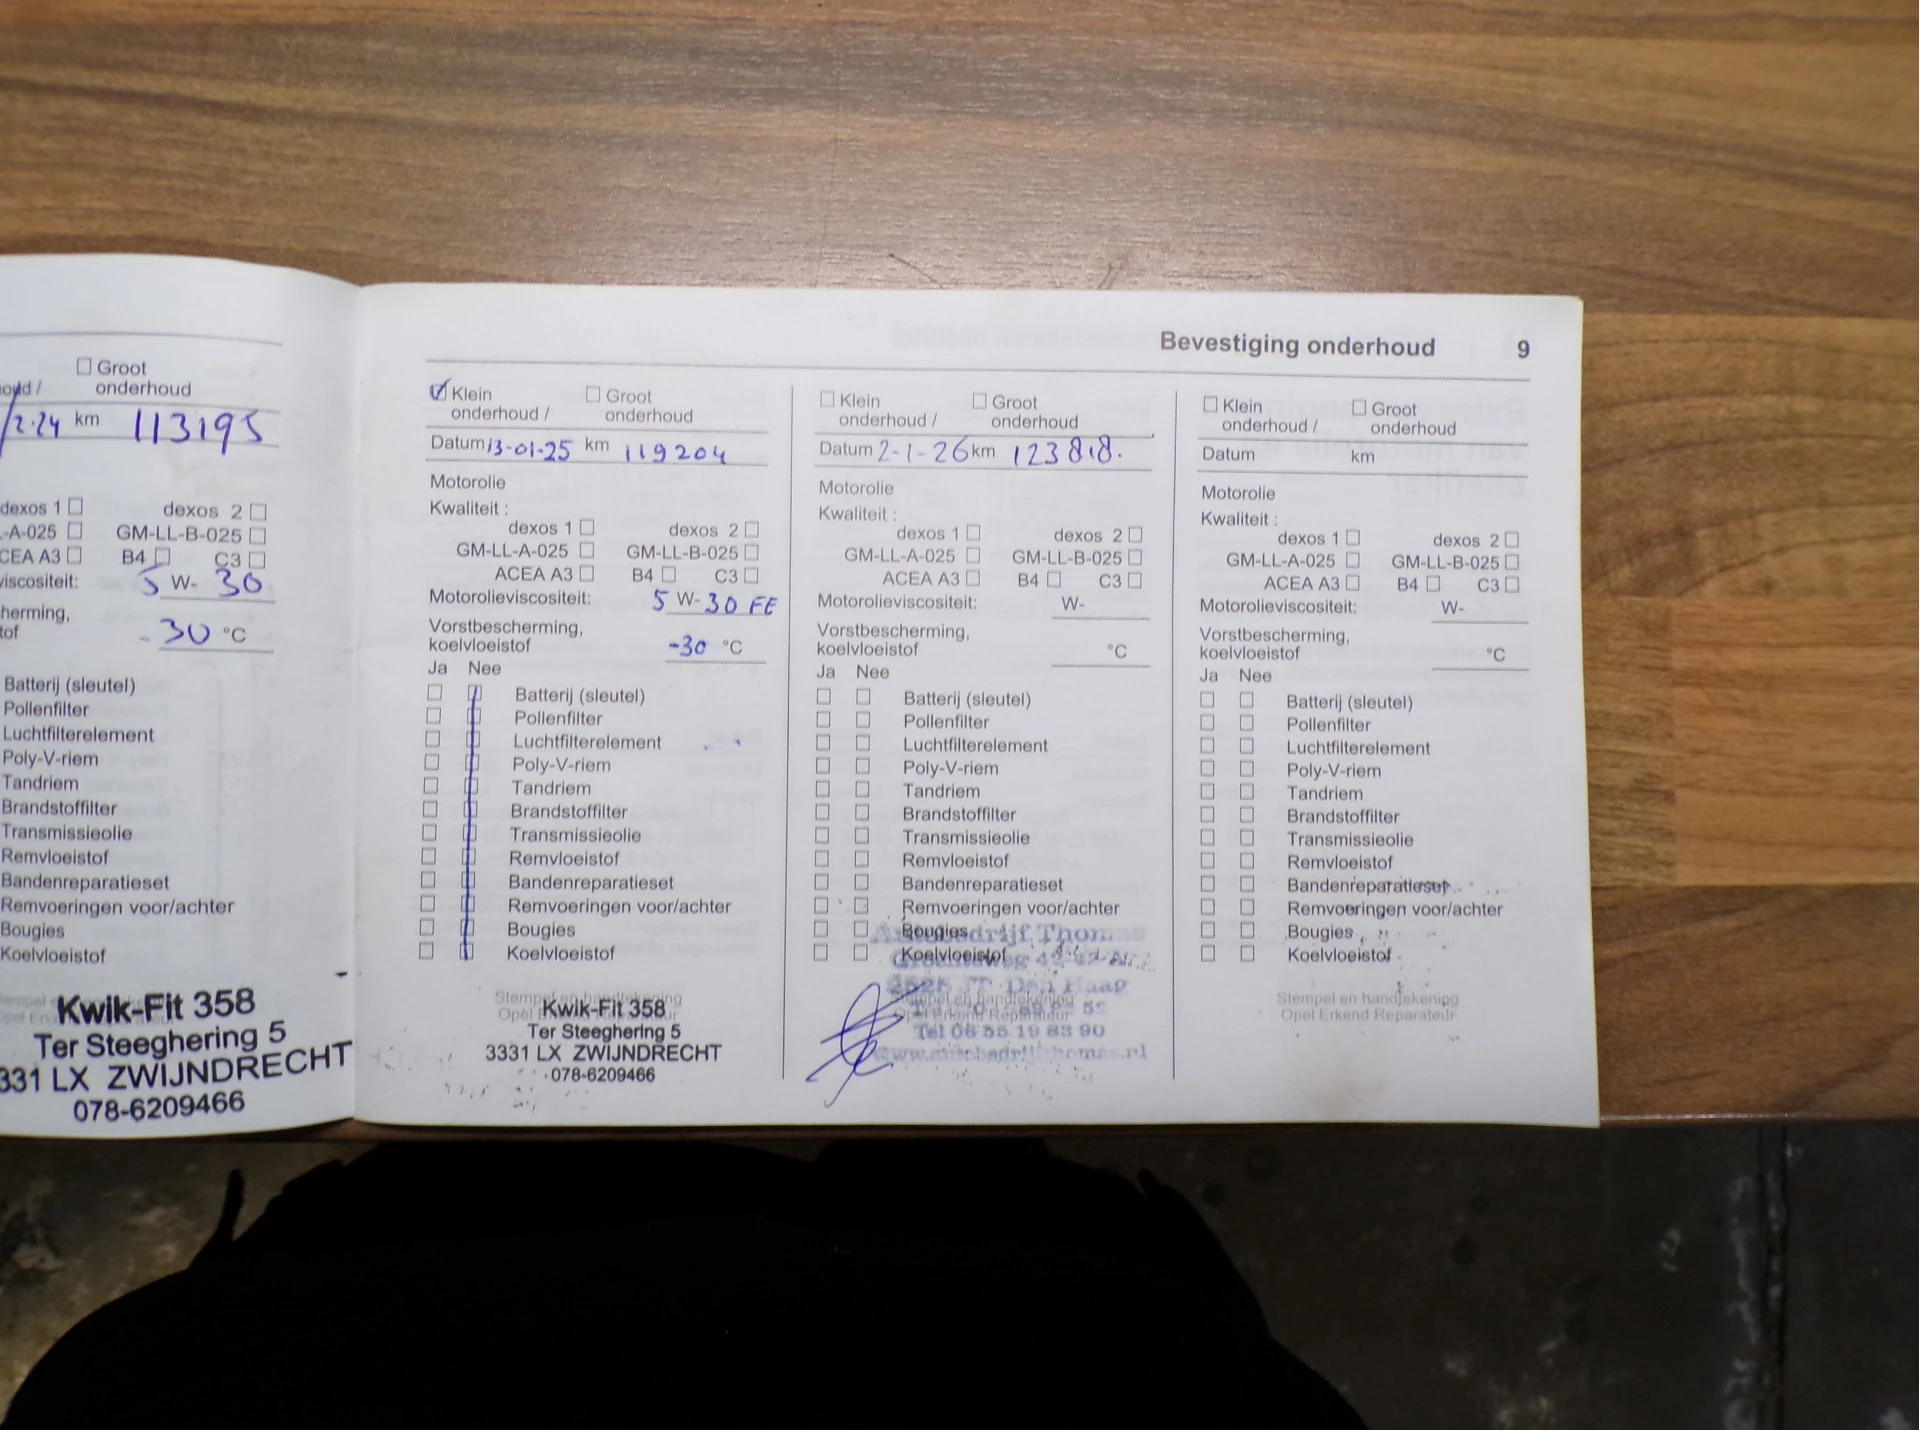 Groot
onderhoud
2.24 km 113195
dexos 1 dexos 2
-A-025 GM-LL-B-025
CEA A3 B4 C3
viscositeit: 5 W- 30
herming,
tof -30 °C
Batterij (sleutel)
Pollenfilter
Luchtfilterelement
Poly-V-riem
Tandriem
Brandstoffilter
Transmissieolie
Remvloeistof
Bandenreparatieset
Remvoeringen voor/achter
Bougies
Koelvloeistof
Kwik-Fit 358
Ter Steeghering 5
331 LX ZWIJNDRECHT
078-6209466
Bevestiging onderhoud 9
Klein Groot
onderhoud / onderhoud
Datum 13-01-25 km 119204
Motorolie
Kwaliteit :
dexos 1 dexos 2
GM-LL-A-025 GM-LL-B-025
ACEA A3 B4 C3
Motorolieviscositeit: 5 W- 30 FE
Vorstbescherming,
koelvloeistof -30 °C
Ja Nee
Batterij (sleutel)
Pollenfilter
Luchtfilterelement
Poly-V-riem
Tandriem
Brandstoffilter
Transmissieolie
Remvloeistof
Bandenreparatieset
Remvoeringen voor/achter
Bougies
Koelvloeistof
Stempel en handtekening
Kwik-Fit 358
Ter Steeghering 5
3331 LX ZWIJNDRECHT
078-6209466
Klein Groot
onderhoud / onderhoud
Datum 2-1-26 km 123818.
Motorolie
Kwaliteit :
dexos 1 dexos 2
GM-LL-A-025 GM-LL-B-025
ACEA A3 B4 C3
Motorolieviscositeit: W-
Vorstbescherming,
koelvloeistof °C
Ja Nee
Batterij (sleutel)
Pollenfilter
Luchtfilterelement
Poly-V-riem
Tandriem
Brandstoffilter
Transmissieolie
Remvloeistof
Bandenreparatieset
Remvoeringen voor/achter
Bougies
Autobedrijf Thomas
Koelvloeistof
Den Haag
Stempel en handtekening
Opel Erkend Reparateur
Tel 06 55 19 83 90
www.autobedrijfthomas.nl
Klein Groot
onderhoud / onderhoud
Datum km
Motorolie
Kwaliteit :
dexos 1 dexos 2
GM-LL-A-025 GM-LL-B-025
ACEA A3 B4 C3
Motorolieviscositeit: W-
Vorstbescherming,
koelvloeistof °C
Ja Nee
Batterij (sleutel)
Pollenfilter
Luchtfilterelement
Poly-V-riem
Tandriem
Brandstoffilter
Transmissieolie
Remvloeistof
Bandenreparatieset
Remvoeringen voor/achter
Bougies
Koelvloeistof
Stempel en handtekening
Opel Erkend Reparateur